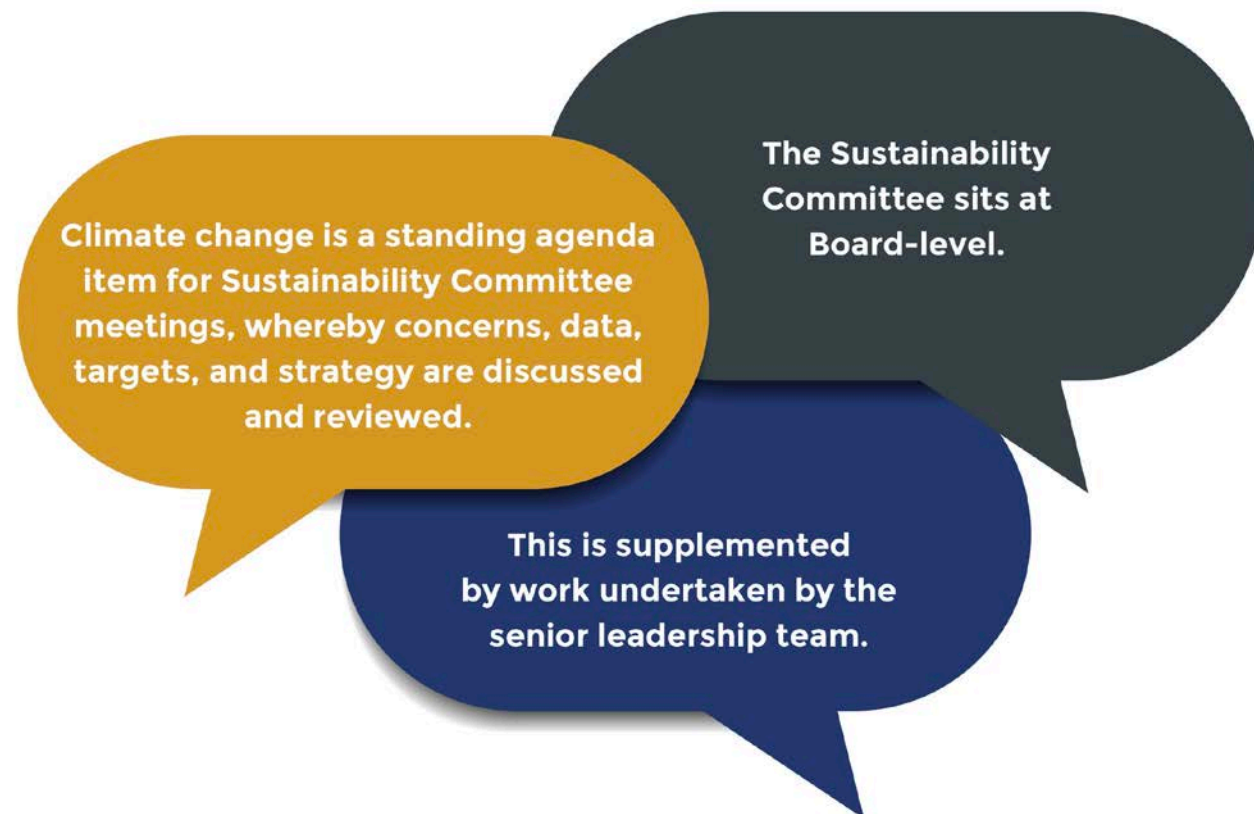 Climate change is a standing agenda
item for Sustainability Committee
meetings, whereby concerns, data,
targets, and strategy are discussed
and reviewed.
The Sustainability
Committee sits at
Board-level.
This is supplemented
by work undertaken by the
senior leadership team.